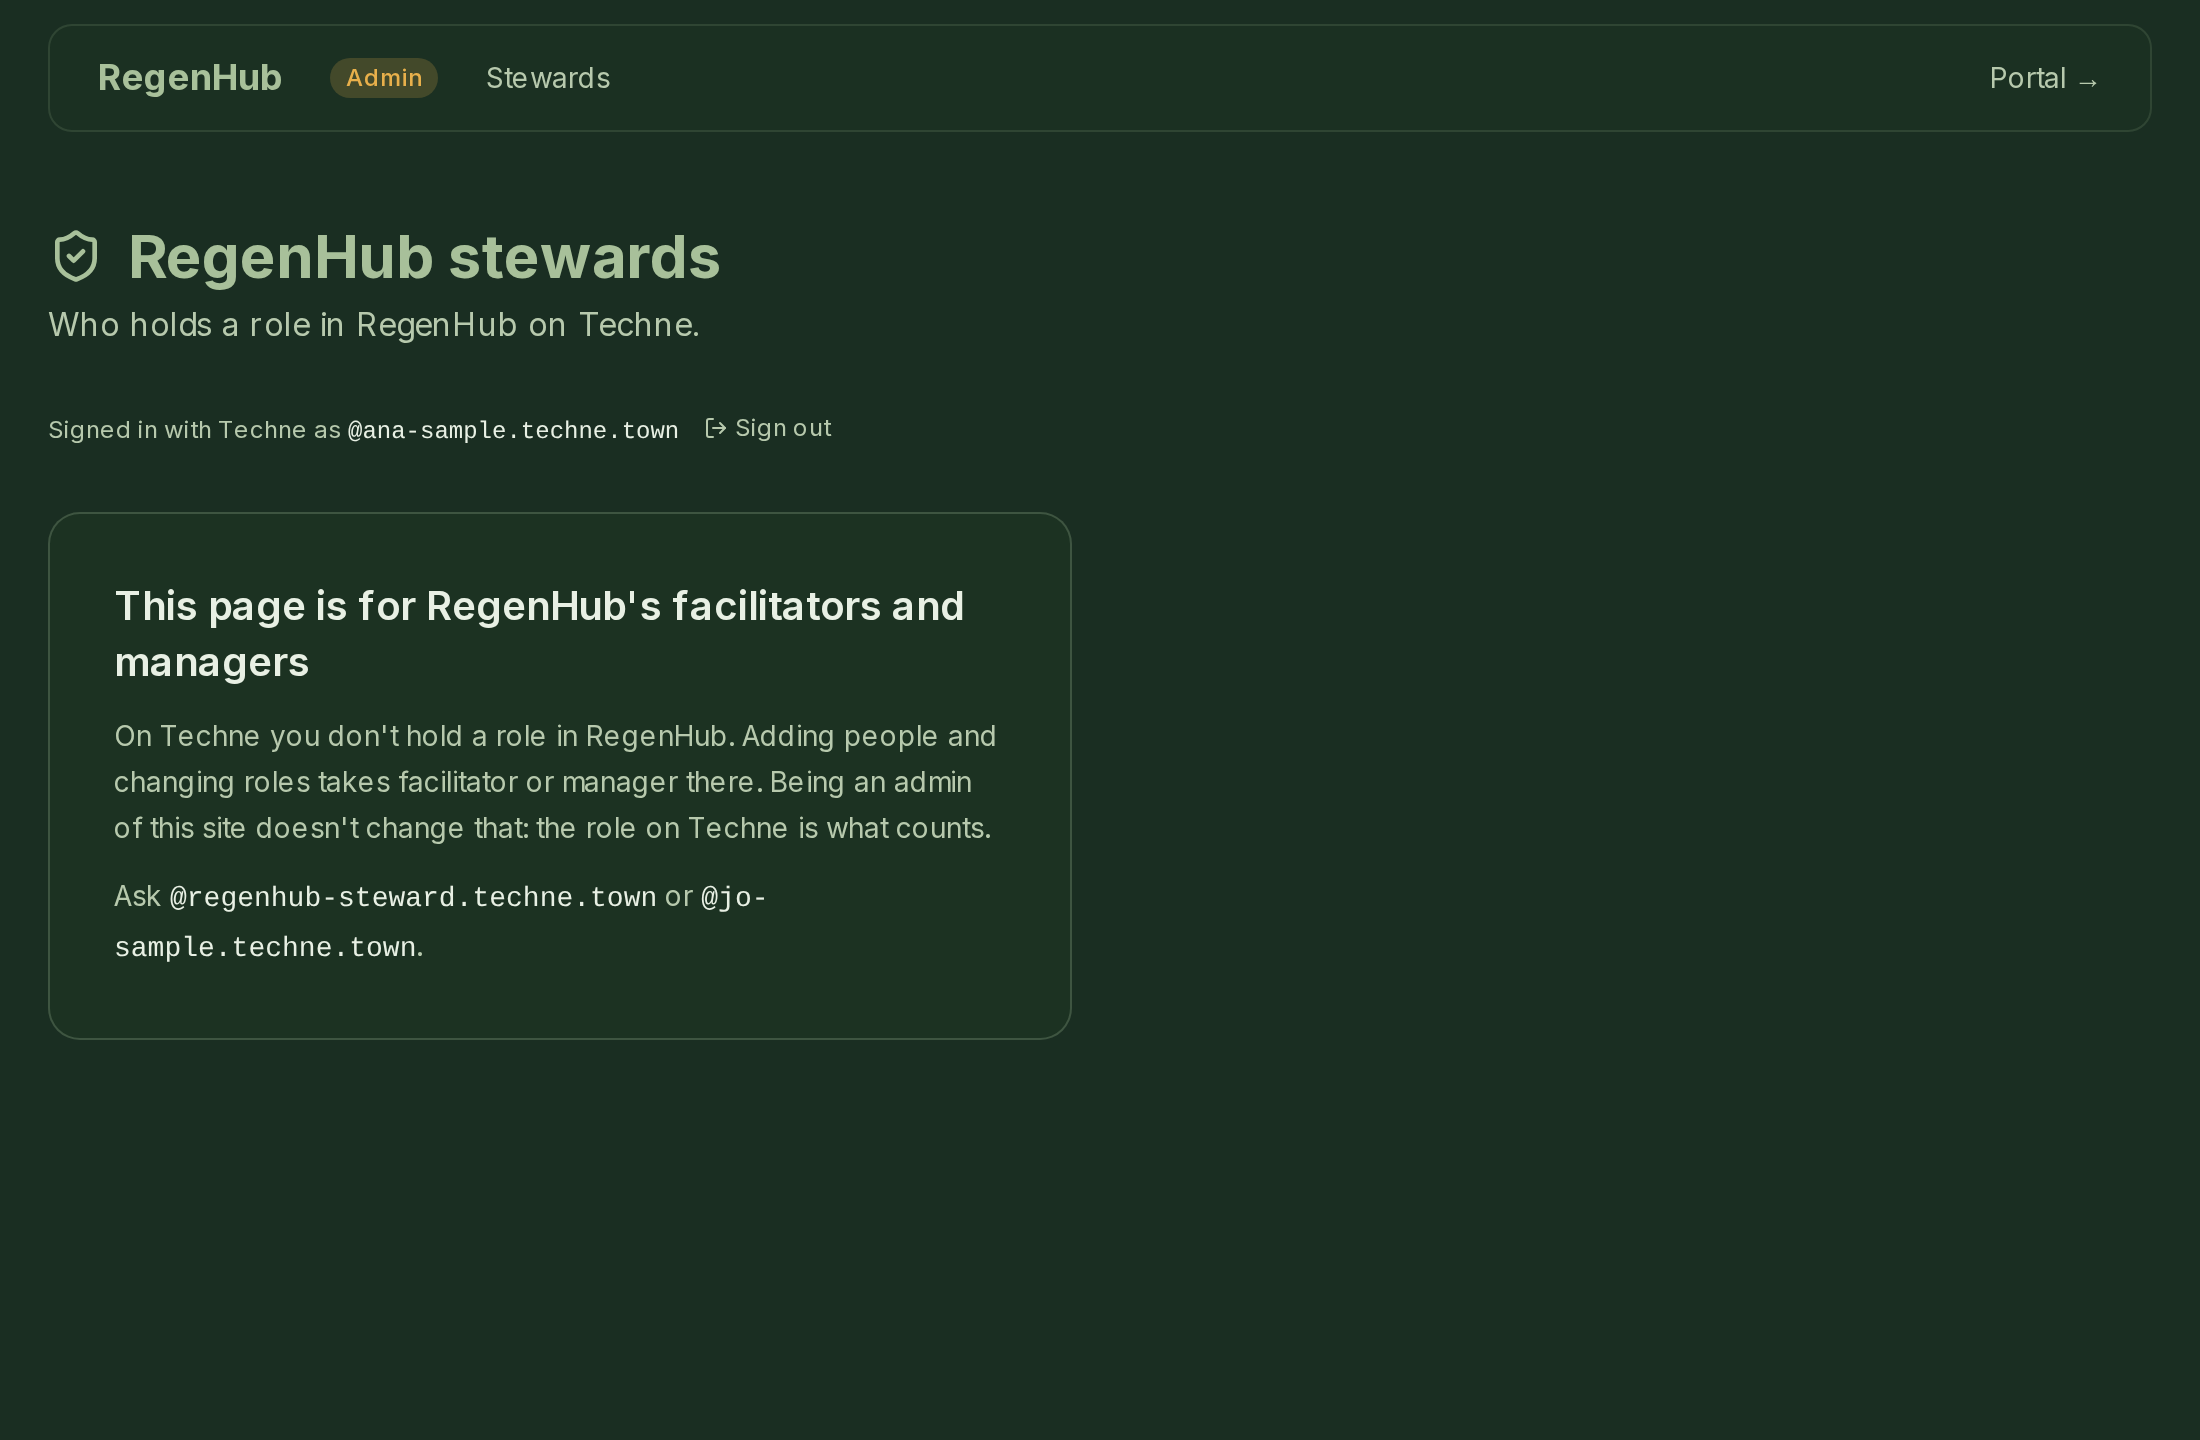 RegenHub Admin Stewards Portal →
RegenHub stewards
Who holds a role in RegenHub on Techne.
Signed in with Techne as @ana-sample.techne.town Sign out
This page is for RegenHub's facilitators and
managers
On Techne you don't hold a role in RegenHub. Adding people and
changing roles takes facilitator or manager there. Being an admin
of this site doesn't change that: the role on Techne is what counts.
Ask @regenhub-steward.techne.town or @jo-
sample.techne.town.